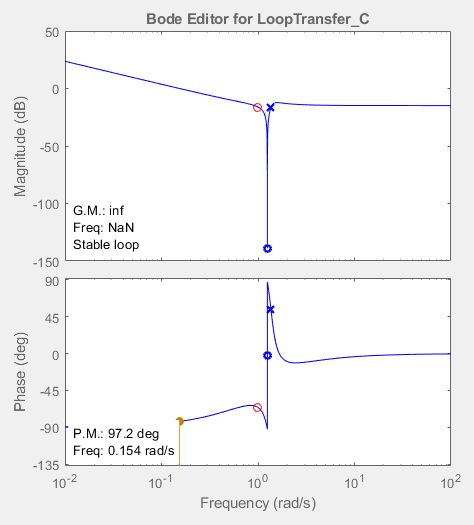 Bode Editor for LoopTransfer_C
50
0
-50
-100
-150
Magnitude (dB)
G.M.: inf
Freq: NaN
Stable loop
90
45
0
-45
-90
-135
Phase (deg)
P.M.: 97.2 deg
Freq: 0.154 rad/s
10^-2 10^-1 10^0 10^1 10^2
Frequency (rad/s)